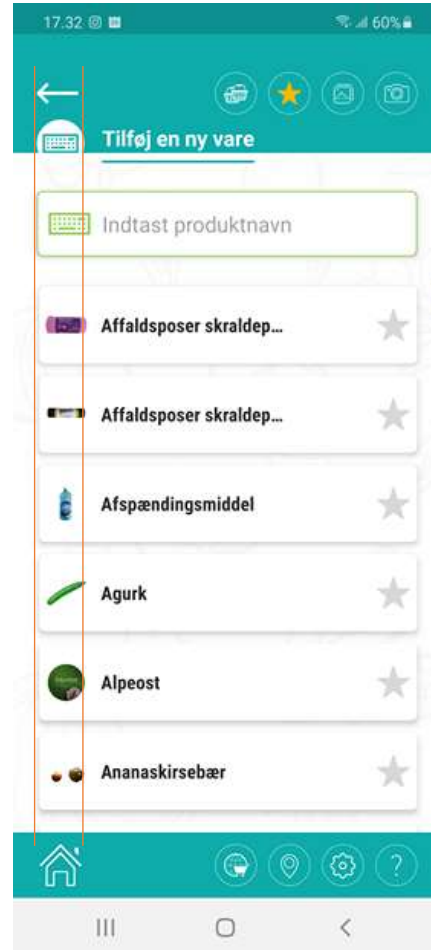 17.32
60%
Tilføj en ny vare
Indtast produktnavn
Affaldsposer skraldep...
Affaldsposer skraldep...
Afspændingsmiddel
Agurk
Alpeost
Ananaskirsebær
?